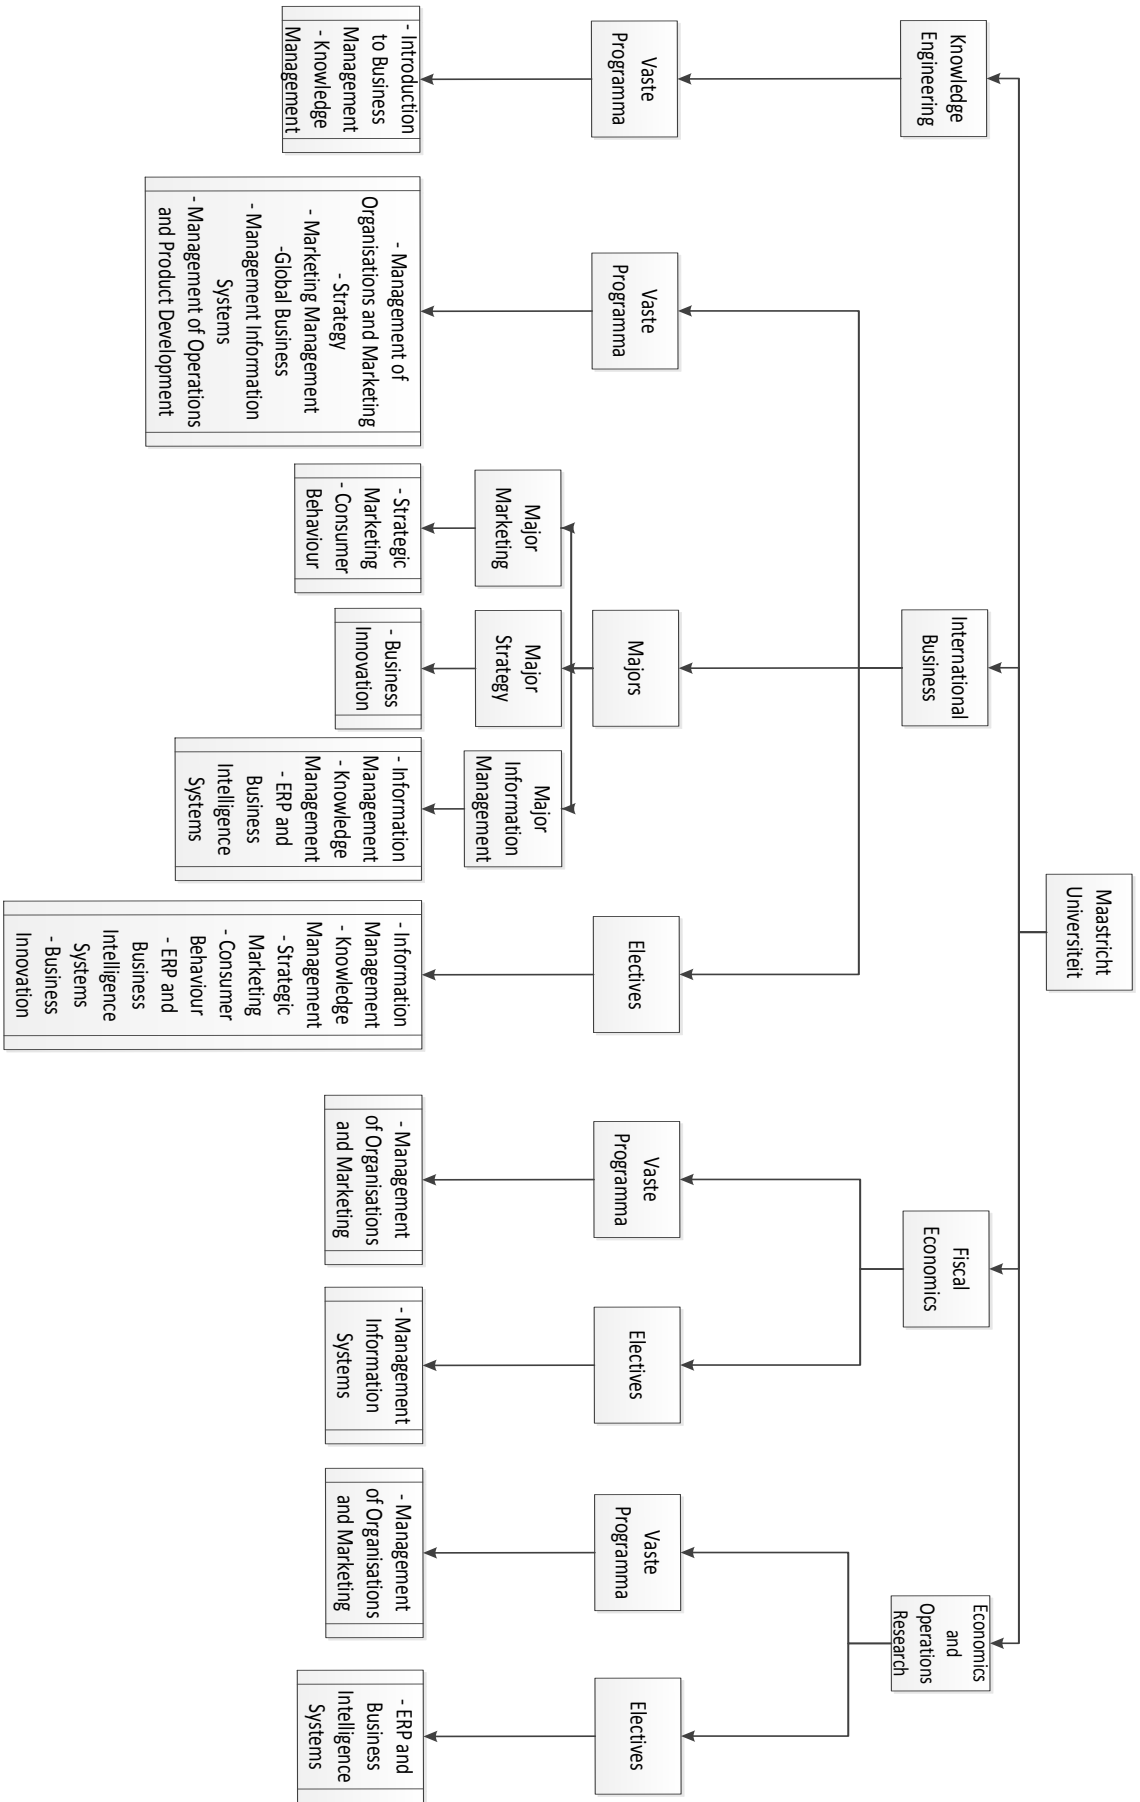 Maastricht
Universiteit
Knowledge
Engineering
International
Business
Fiscal
Economics
Economics
and
Operations
Research
Vaste
Programma
Vaste
Programma
Majors
Electives
Vaste
Programma
Electives
Vaste
Programma
Electives
Major
Marketing
Major
Strategy
Major
Information
Management
- Introduction
to Business
Management
- Knowledge
Management
- Management of
Organisations and Marketing
- Strategy
- Marketing Management
-Global Business
- Management Information
Systems
- Management of Operations
and Product Development
- Strategic
Marketing
- Consumer
Behaviour
- Business
Innovation
- Information
Management
- Knowledge
Management
- ERP and
Business
Intelligence
Systems
- Information
Management
- Knowledge
Management
- Strategic
Marketing
- Consumer
Behaviour
- ERP and
Business
Intelligence
Systems
- Business
Innovation
- Management
of Organisations
and Marketing
- Management
Information
Systems
- Management
of Organisations
and Marketing
- ERP and
Business
Intelligence
Systems